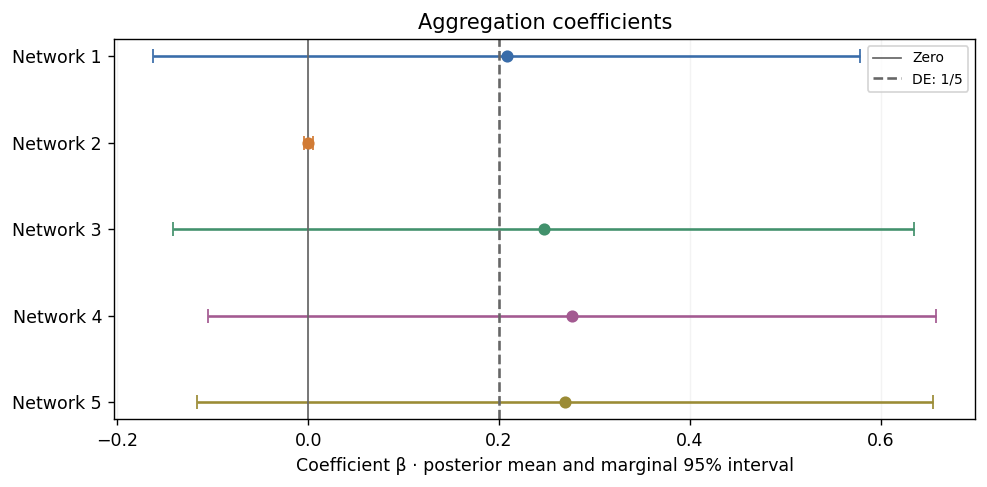 Aggregation coefficients
Network 1
Network 2
Network 3
Network 4
Network 5
Zero
DE: 1/5
−0.2 0.0 0.2 0.4 0.6
Coefficient β · posterior mean and marginal 95% interval